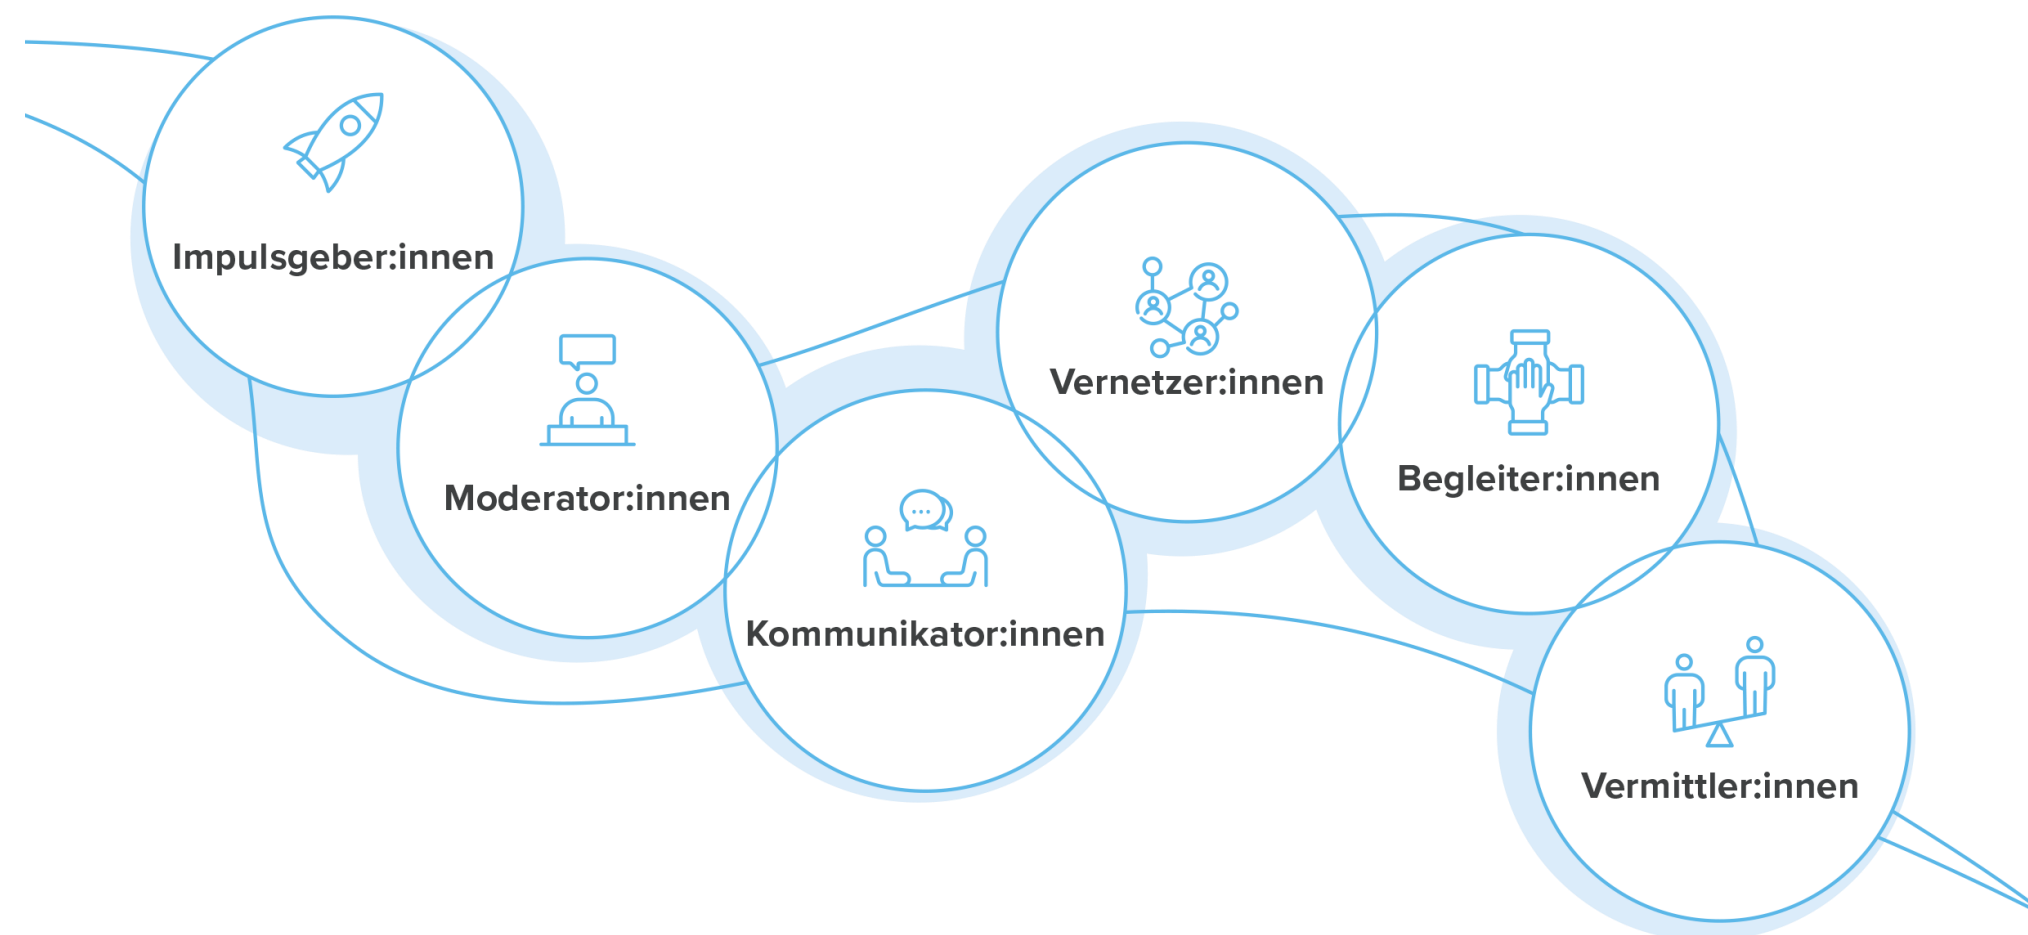 Impulsgeber:innen
Moderator:innen
Kommunikator:innen
Vernetzer:innen
Begleiter:innen
Vermittler:innen